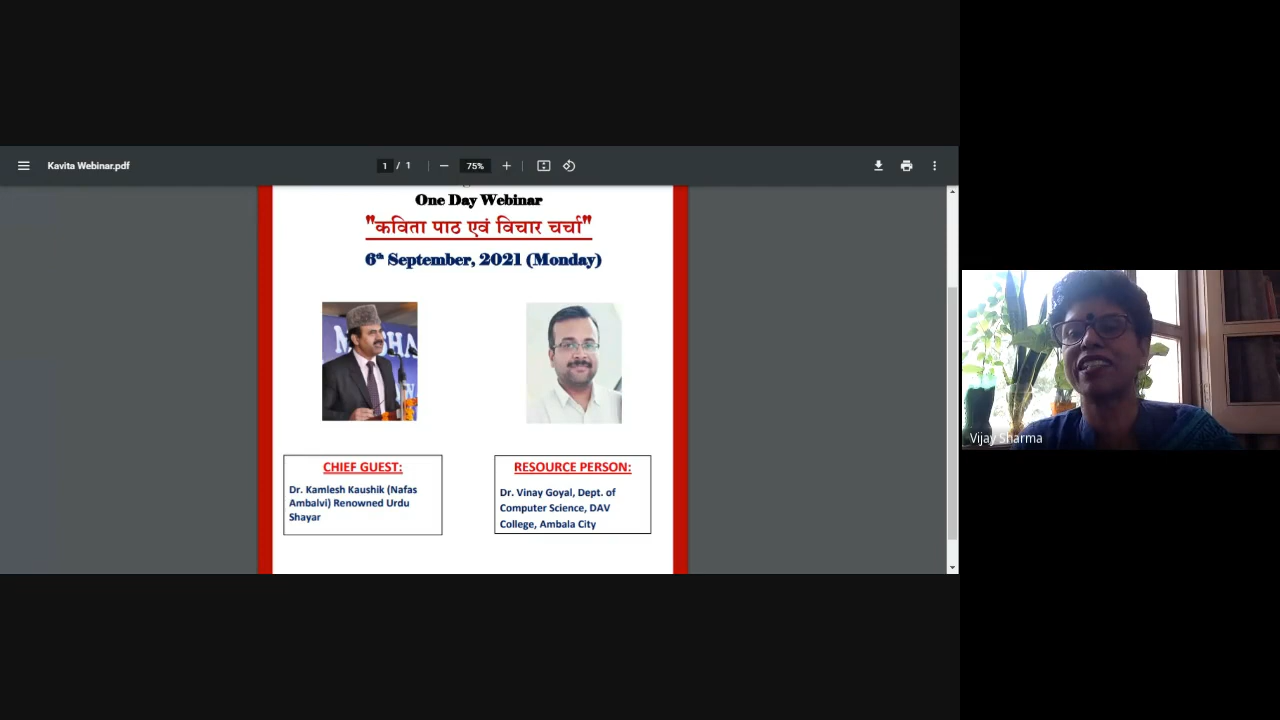 Kavita Webinar.pdf
1 / 1
75%
One Day Webinar
"कविता पाठ एवं विचार चर्चा"
6th September, 2021 (Monday)
CHIEF GUEST:
Dr. Kamlesh Kaushik (Nafas
Ambalvi) Renowned Urdu
Shayar
RESOURCE PERSON:
Dr. Vinay Goyal, Dept. of
Computer Science, DAV
College, Ambala City
Vijay Sharma